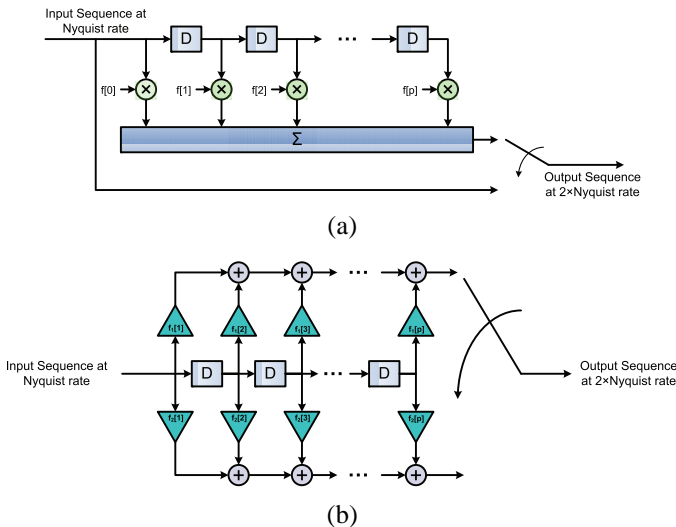 Input Sequence at
Nyquist rate
D D ... D
f[0] f[1] f[2] f[p]
Σ
Output Sequence
at 2×Nyquist rate
(a)
f₁[1] f₁[2] f₁[3] f₁[p]
Input Sequence at
Nyquist rate
D D ... D
Output Sequence
at 2×Nyquist rate
f₂[1] f₂[2] f₂[3] f₂[p]
(b)